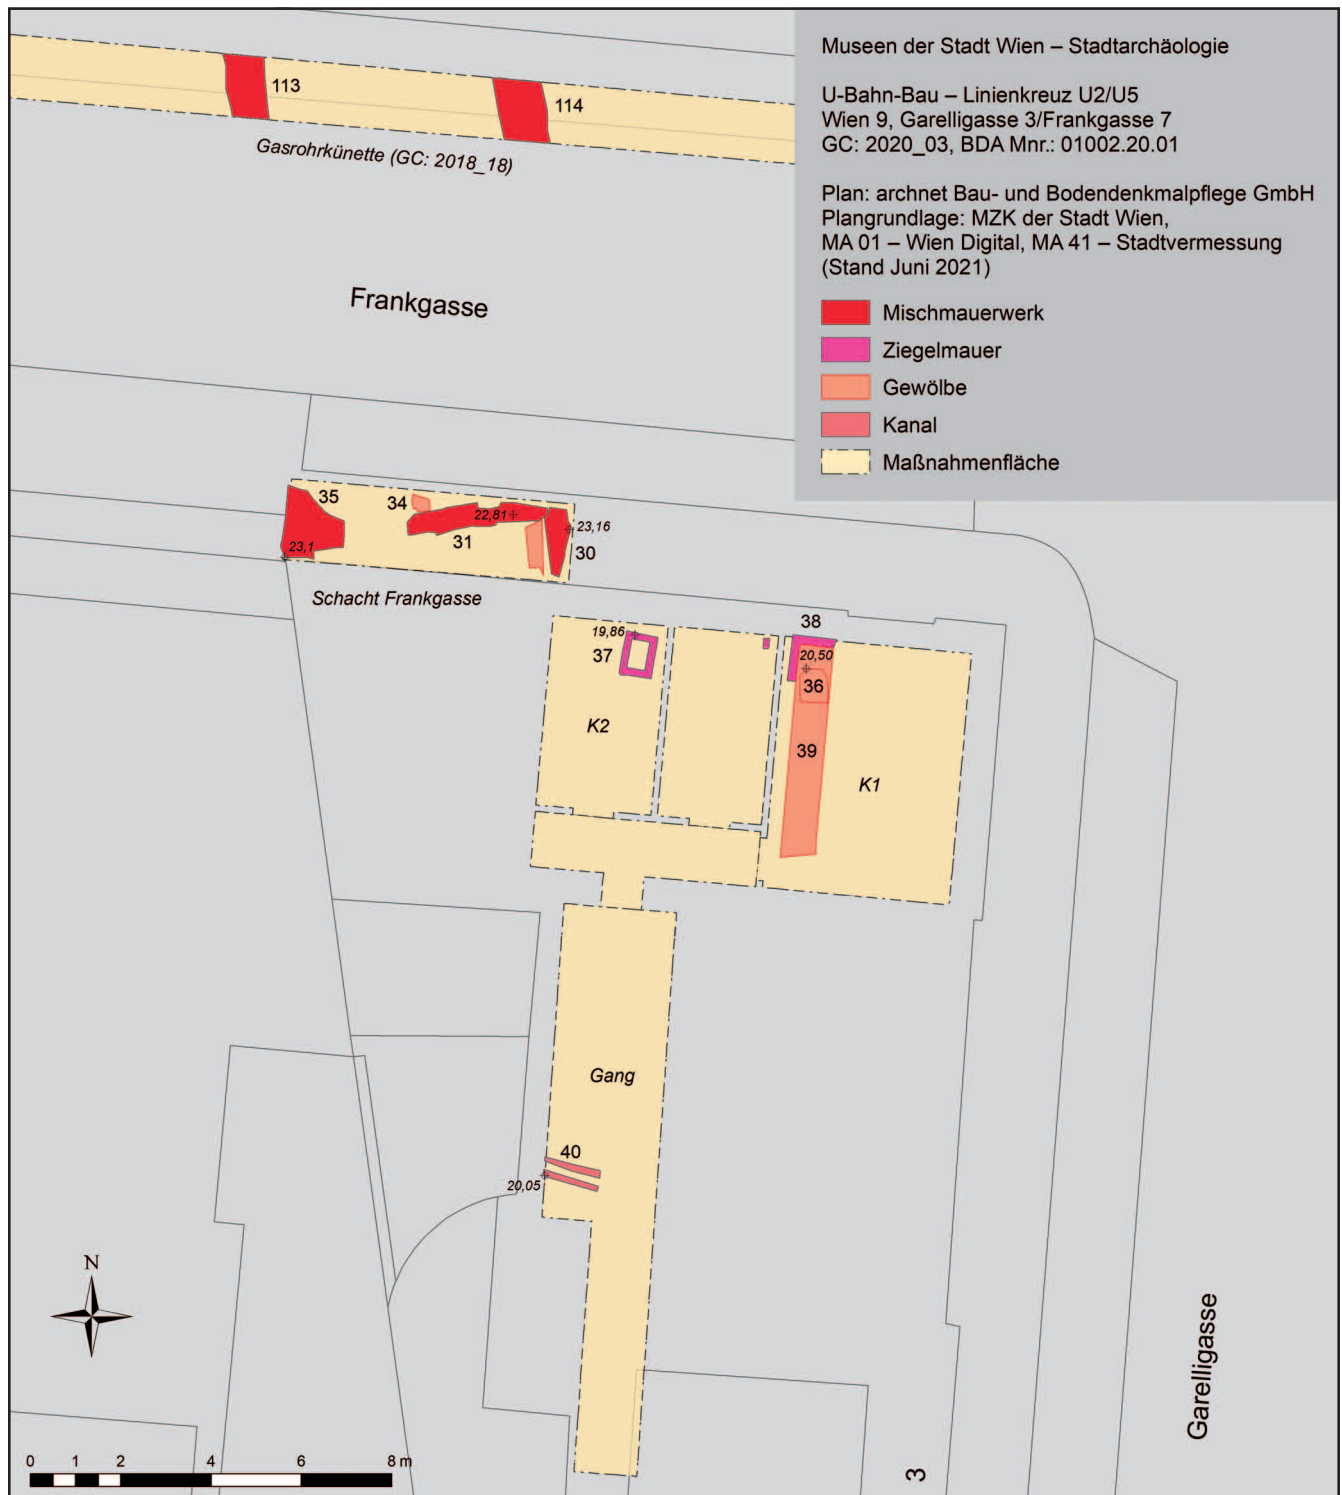 Museen der Stadt Wien – Stadtarchäologie
U-Bahn-Bau – Linienkreuz U2/U5
Wien 9, Garelligasse 3/Frankgasse 7
GC: 2020_03, BDA Mnr.: 01002.20.01
Plan: archnet Bau- und Bodendenkmalpflege GmbH
Plangrundlage: MZK der Stadt Wien,
MA 01 – Wien Digital, MA 41 – Stadtvermessung
(Stand Juni 2021)
Mischmauerwerk
Ziegelmauer
Gewölbe
Kanal
Maßnahmenfläche
113
114
Gasrohrkünette (GC: 2018_18)
Frankgasse
35
34
22,81
23,16
23,1
31
30
Schacht Frankgasse
38
19,86
37
20,50
36
K2
39
K1
Gang
40
20,05
N
Garelligasse
3
0 1 2 4 6 8 m